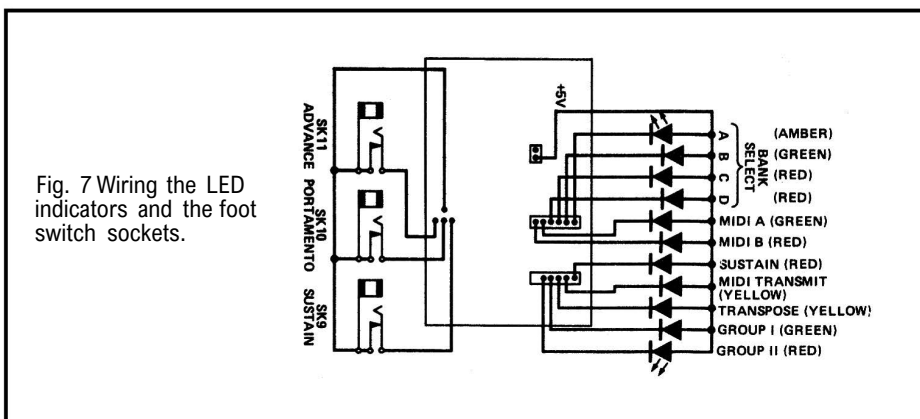 Fig. 7 Wiring the LED
indicators and the foot
switch sockets.
SK11
ADVANCE
SK10
PORTAMENTO
SK9
SUSTAIN
+5V
A
B
C
D
BANK
SELECT
(AMBER)
(GREEN)
(RED)
(RED)
MIDI A (GREEN)
MIDI B (RED)
SUSTAIN (RED)
MIDI TRANSMIT
(YELLOW)
TRANSPOSE (YELLOW)
GROUP I (GREEN)
GROUP II (RED)